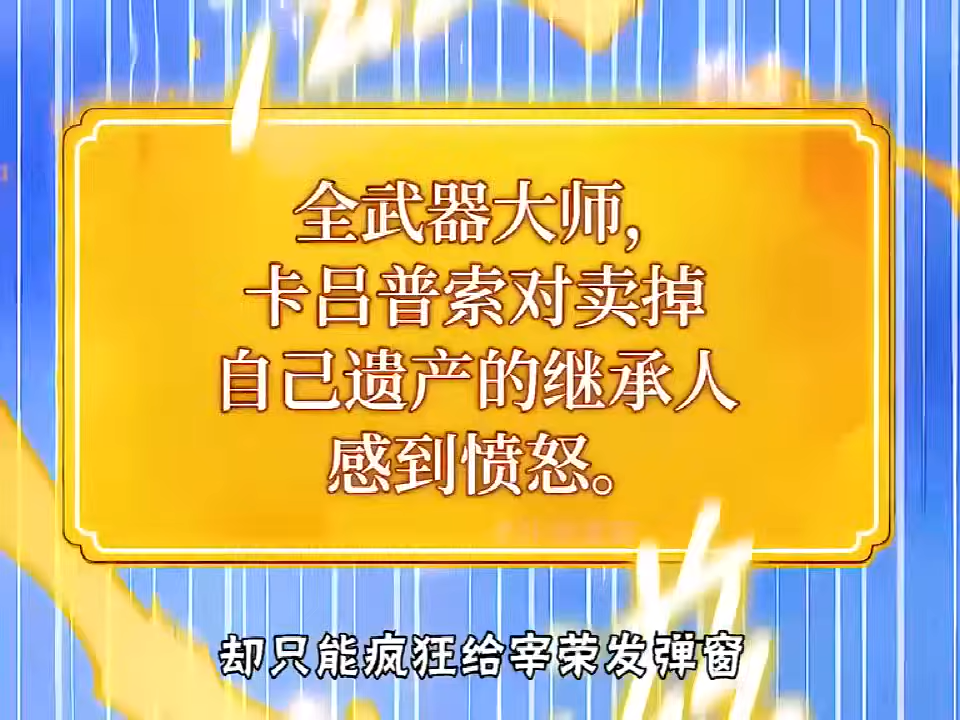 全武器大师,
卡吕普索对卖掉
自己遗产的继承人
感到愤怒。
却只能疯狂给宰荣发弹窗